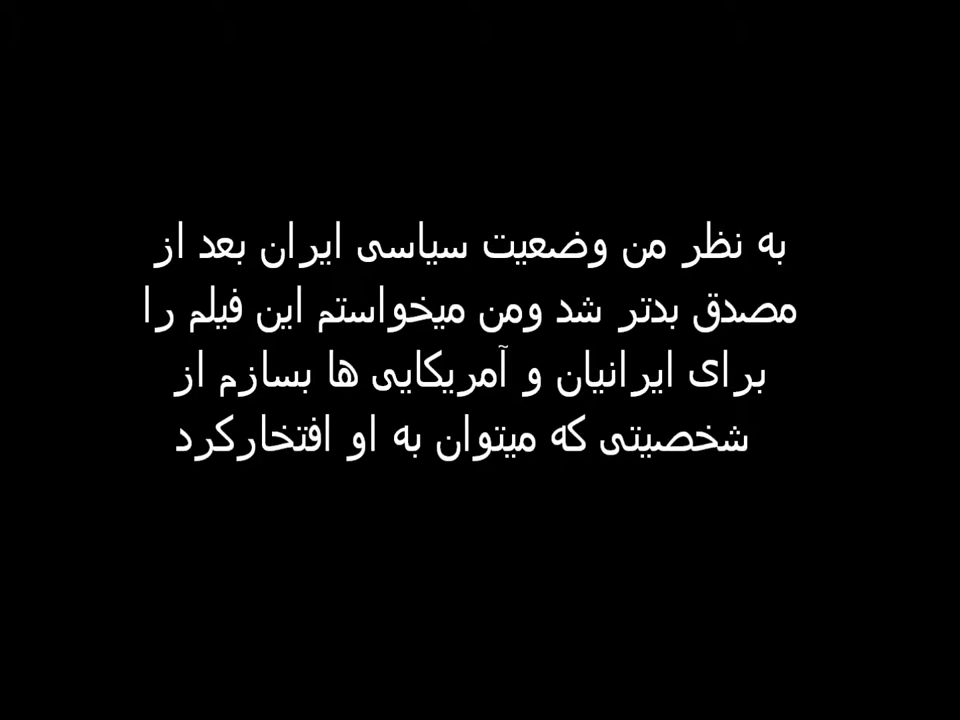 به نظر من وضعیت سیاسی ایران بعد از
مصدق بدتر شد ومن میخواستم این فیلم را
برای ایرانیان و آمریکایی ها بسازم از
شخصیتی که میتوان به او افتخارکرد